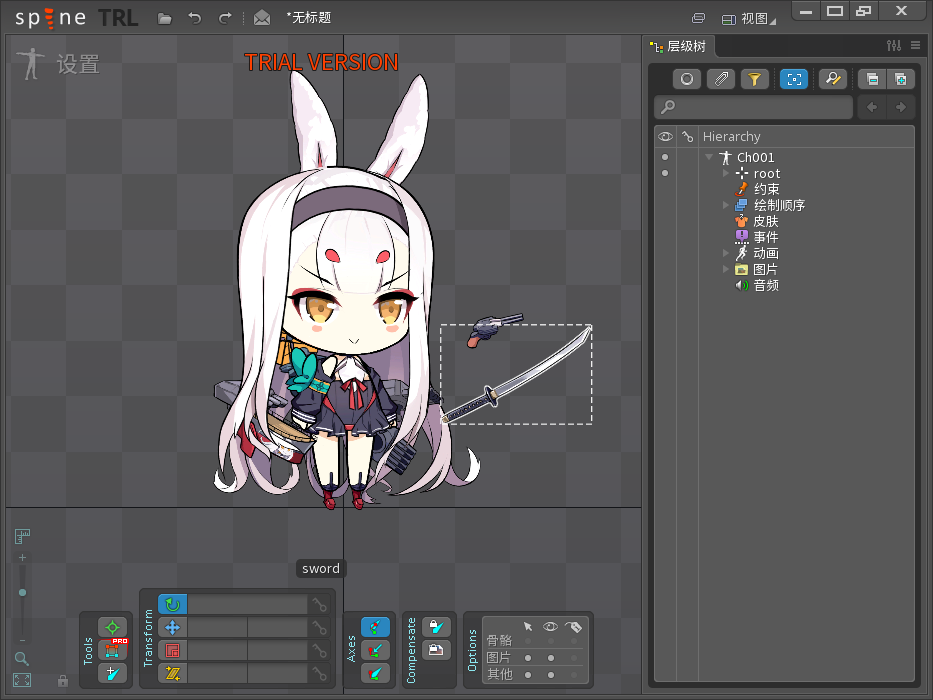 spine TRL
*无标题
视图
设置
TRIAL VERSION
层级树
Hierarchy
Ch001
root
约束
绘制顺序
皮肤
事件
动画
图片
音频
sword
Tools
PRO
Transform
Axes
Compensate
Options
骨骼
图片
其他